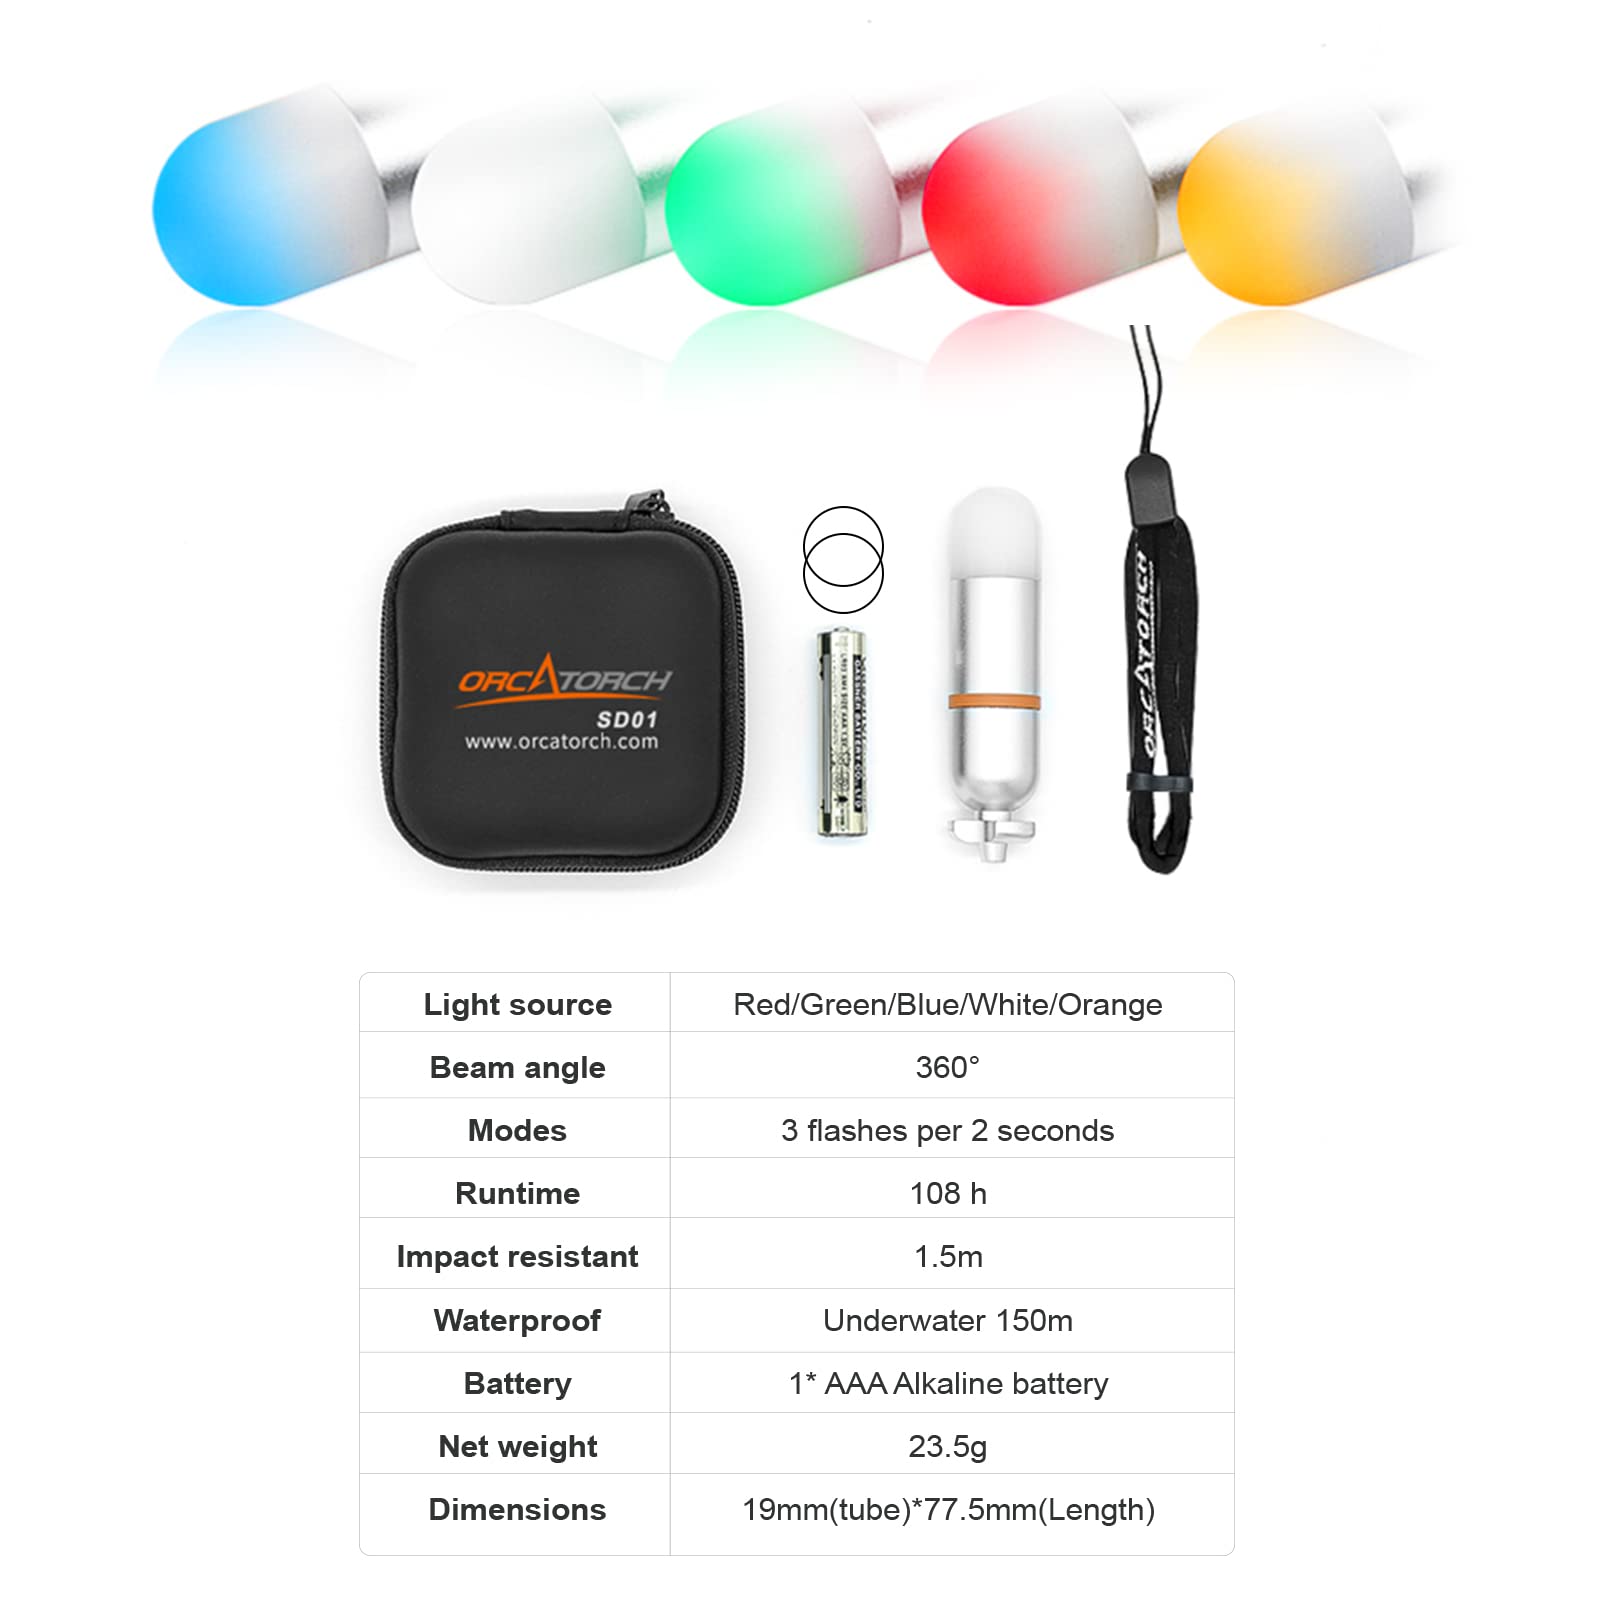 ORCATORCH
SD01
www.orcatorch.com
ORCATORCH
Light source Red/Green/Blue/White/Orange
Beam angle 360°
Modes 3 flashes per 2 seconds
Runtime 108 h
Impact resistant 1.5m
Waterproof Underwater 150m
Battery 1* AAA Alkaline battery
Net weight 23.5g
Dimensions 19mm(tube)*77.5mm(Length)